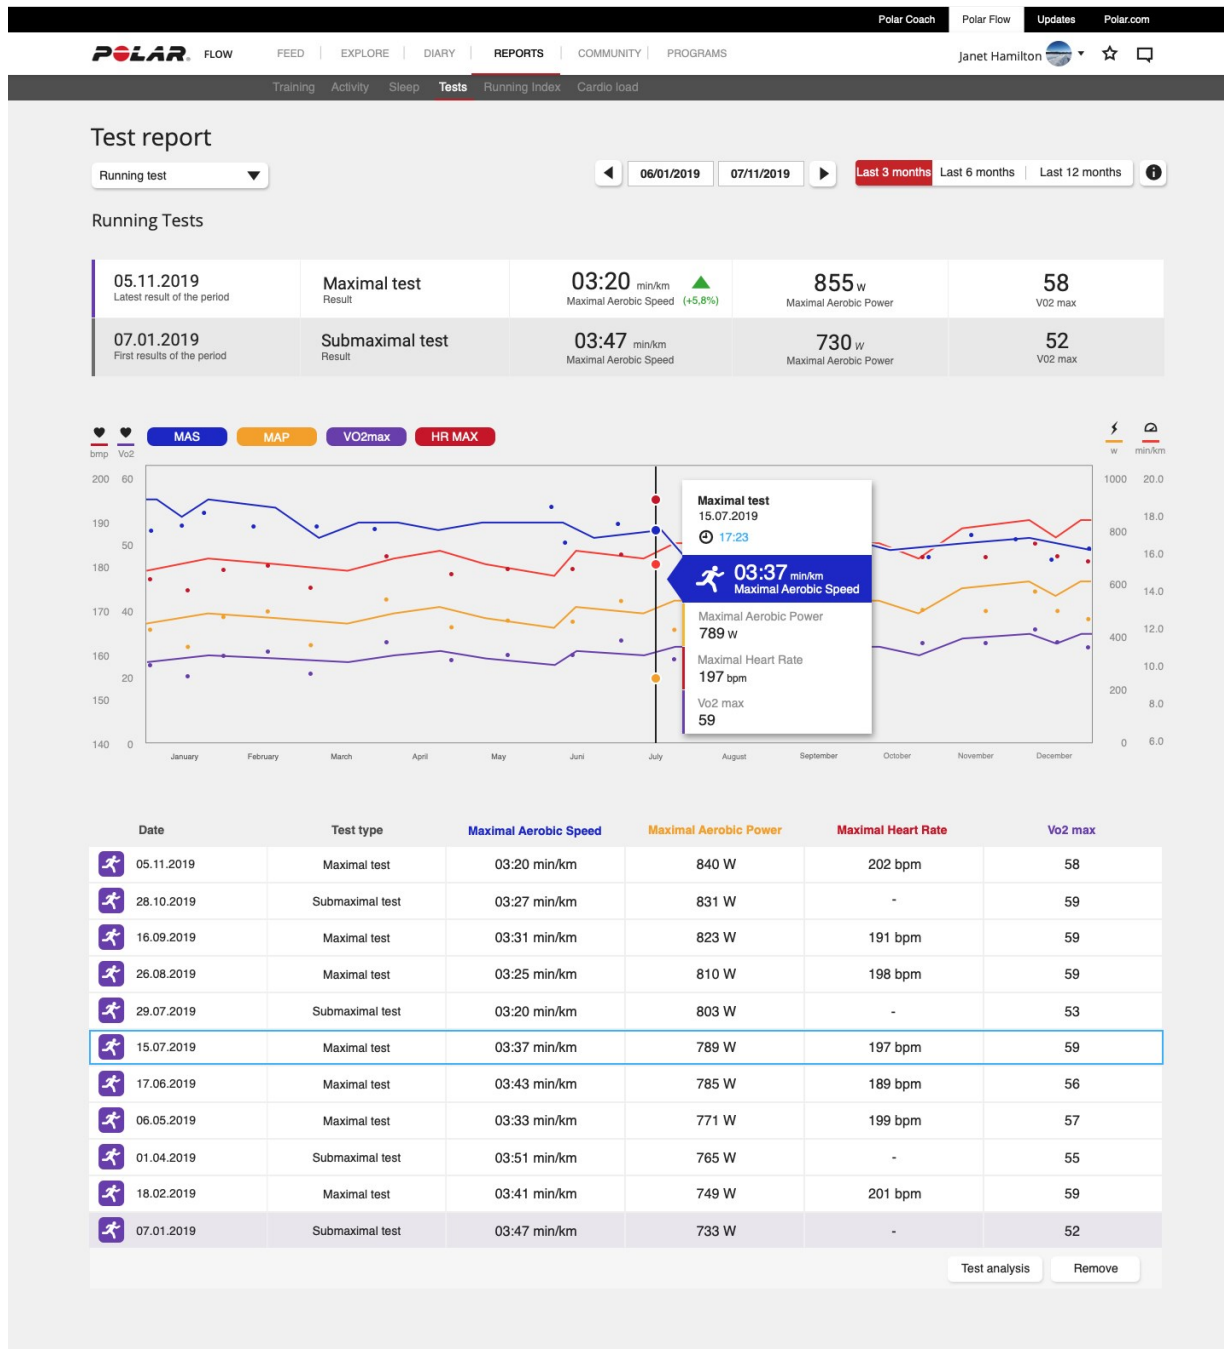 Polar Coach Polar Flow Updates Polar.com
POLAR. FLOW FEED EXPLORE DIARY REPORTS COMMUNITY PROGRAMS Janet Hamilton
Training Activity Sleep Tests Running Index Cardio load
Test report
Running test 06/01/2019 07/11/2019 Last 3 months Last 6 months Last 12 months
Running Tests
05.11.2019 Maximal test 03:20 min/km 855 w 58
Latest result of the period Result Maximal Aerobic Speed (+5,8%) Maximal Aerobic Power V02 max
07.01.2019 Submaximal test 03:47 min/km 730 w 52
First results of the period Result Maximal Aerobic Speed Maximal Aerobic Power V02 max
MAS MAP VO2max HR MAX
bmp Vo2 w min/km
200 60 1000 20.0
Maximal test
15.07.2019
190 18.0
800
17:23
50
180 16.0
03:37 min/km
Maximal Aerobic Speed
600
14.0
170 40
Maximal Aerobic Power
789 w
12.0
400
160 10.0
Maximal Heart Rate
197 bpm
20
200
150 8.0
Vo2 max
59
140 0 0 6.0
January February March April May Juni July August September October November December
Date Test type Maximal Aerobic Speed Maximal Aerobic Power Maximal Heart Rate Vo2 max
05.11.2019 Maximal test 03:20 min/km 840 W 202 bpm 58
28.10.2019 Submaximal test 03:27 min/km 831 W - 59
16.09.2019 Maximal test 03:31 min/km 823 W 191 bpm 59
26.08.2019 Maximal test 03:25 min/km 810 W 198 bpm 59
29.07.2019 Submaximal test 03:20 min/km 803 W - 53
15.07.2019 Maximal test 03:37 min/km 789 W 197 bpm 59
17.06.2019 Maximal test 03:43 min/km 785 W 189 bpm 56
06.05.2019 Maximal test 03:33 min/km 771 W 199 bpm 57
01.04.2019 Submaximal test 03:51 min/km 765 W - 55
18.02.2019 Maximal test 03:41 min/km 749 W 201 bpm 59
07.01.2019 Submaximal test 03:47 min/km 733 W - 52
Test analysis Remove